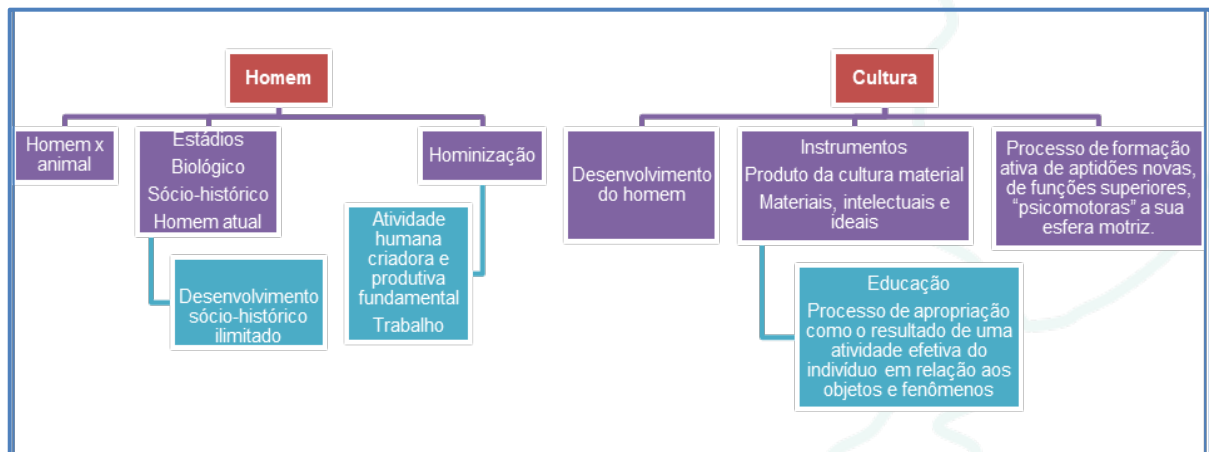 Homem
Homem x
animal
Estádios
Biológico
Sócio-histórico
Homem atual
Desenvolvimento
sócio-histórico
ilimitado
Hominização
Atividade
humana
criadora e
produtiva
fundamental
Trabalho
Cultura
Desenvolvimento
do homem
Instrumentos
Produto da cultura material
Materiais, intelectuais e
ideais
Educação
Processo de apropriação
como o resultado de uma
atividade efetiva do
indivíduo em relação aos
objetos e fenômenos
Processo de formação
ativa de aptidões novas,
de funções superiores,
“psicomotoras” a sua
esfera motriz.